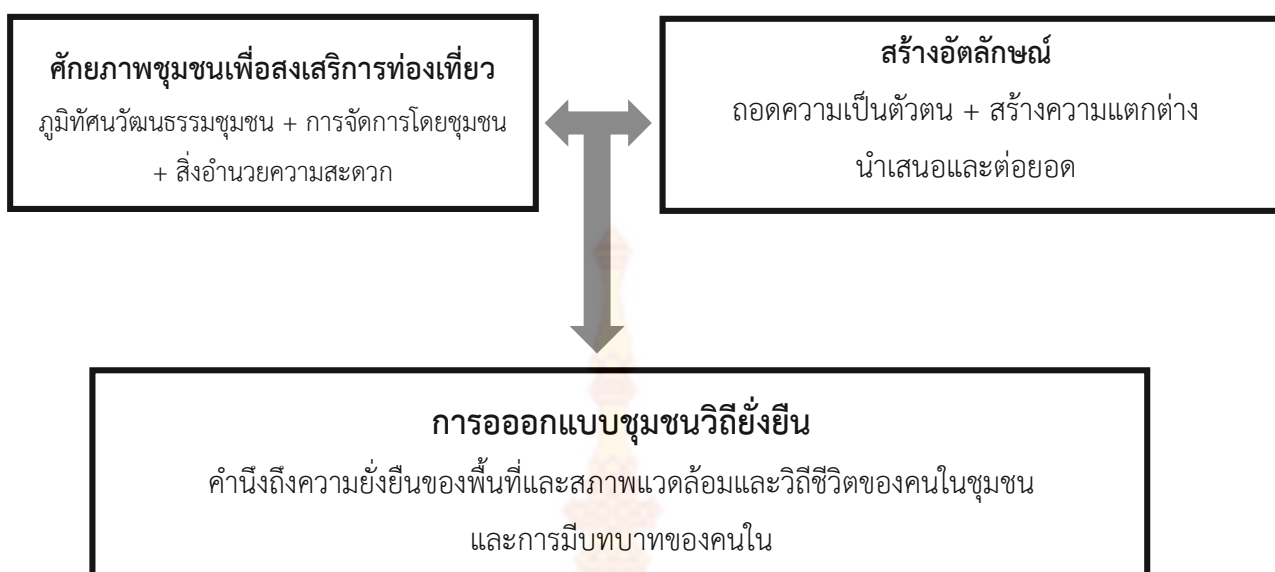 ศักยภาพชุมชนเพื่อสงเสริการท่องเที่ยว
ภูมิทัศนวัฒนธรรมชุมชน + การจัดการโดยชุมชน
+ สิ่งอำนวยความสะดวก
สร้างอัตลักษณ์
ถอดความเป็นตัวตน + สร้างความแตกต่าง
นำเสนอและต่อยอด
การอออกแบบชุมชนวิถียั่งยืน
คำนึงถึงความยั่งยืนของพื้นที่และสภาพแวดล้อมและวิถีชีวิตของคนในชุมชน
และการมีบทบาทของคนใน